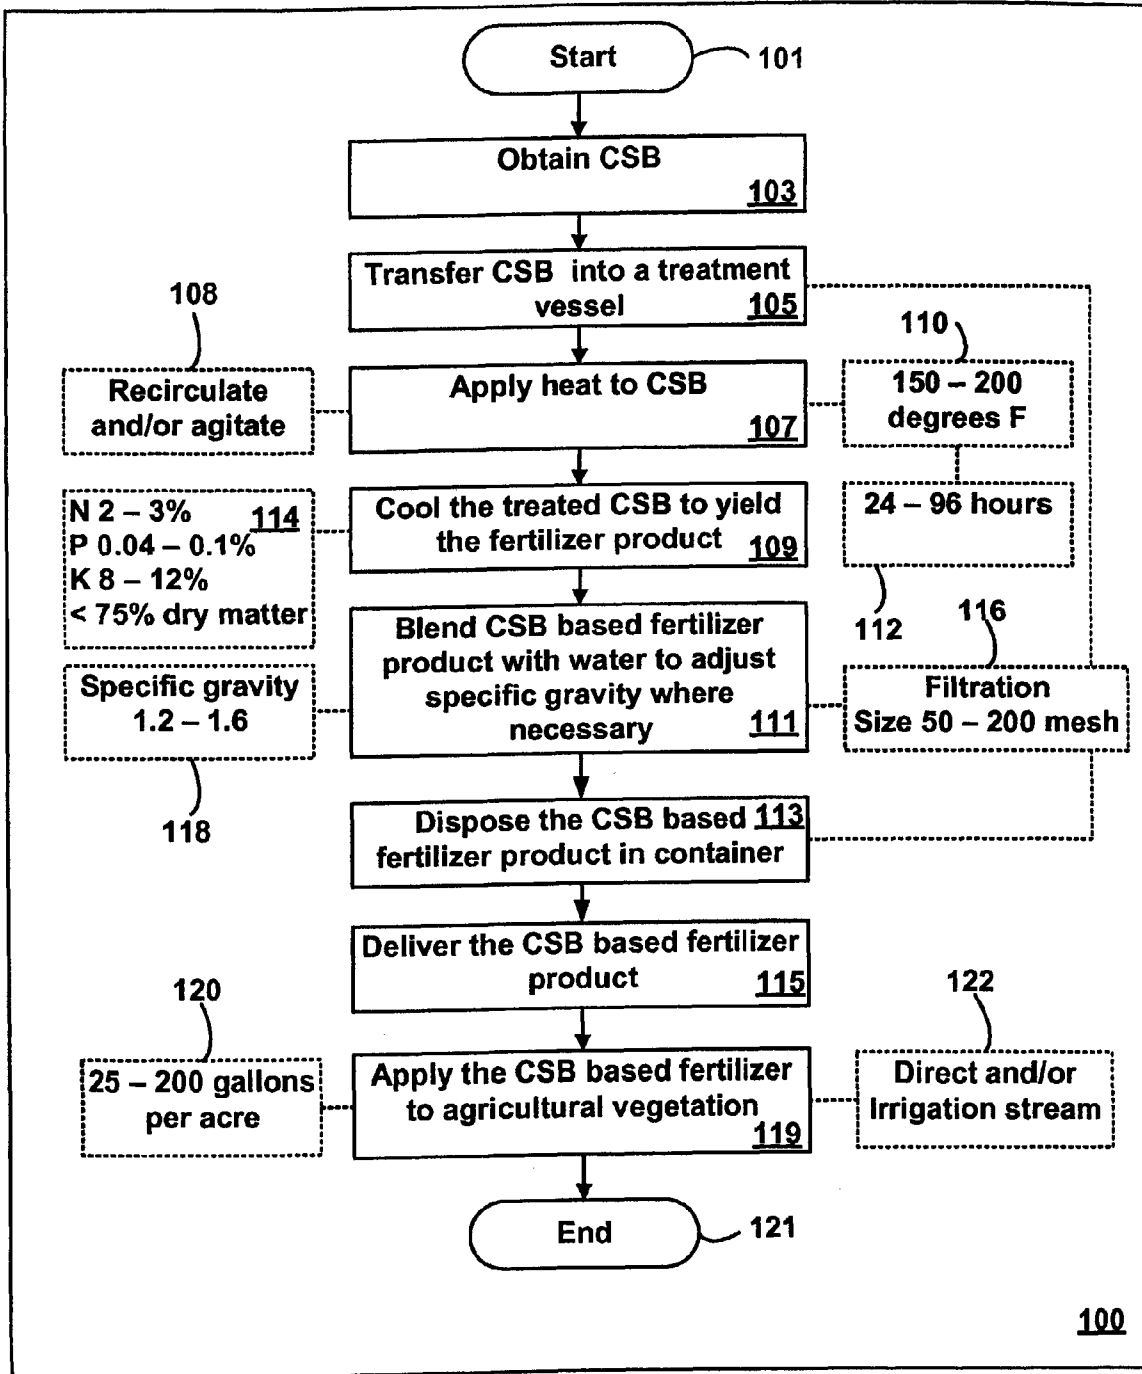 Start
101
Obtain CSB
103
Transfer CSB into a treatment
vessel
105
108
110
Recirculate
and/or agitate
Apply heat to CSB
107
150 – 200
degrees F
N 2 – 3%
114
P 0.04 – 0.1%
K 8 – 12%
< 75% dry matter
Cool the treated CSB to yield
the fertilizer product
109
24 – 96 hours
112
116
Specific gravity
1.2 – 1.6
118
Blend CSB based fertilizer
product with water to adjust
specific gravity where
necessary
111
Filtration
Size 50 – 200 mesh
Dispose the CSB based
113
fertilizer product in container
Deliver the CSB based fertilizer
product
115
120
122
25 – 200 gallons
per acre
Apply the CSB based fertilizer
to agricultural vegetation
119
Direct and/or
Irrigation stream
End
121
100